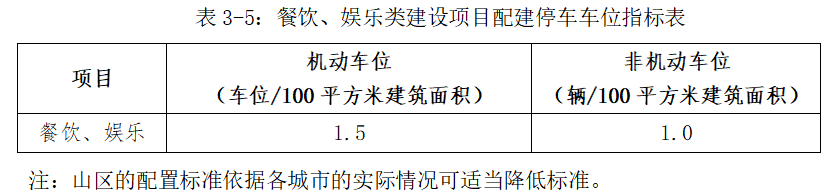 表 3-5：餐饮、娱乐类建设项目配建停车车位指标表
项目
机动车位
（车位/100 平方米建筑面积）
非机动车位
（辆/100 平方米建筑面积）
餐饮、娱乐
1.5
1.0
注：山区的配置标准依据各城市的实际情况可适当降低标准。